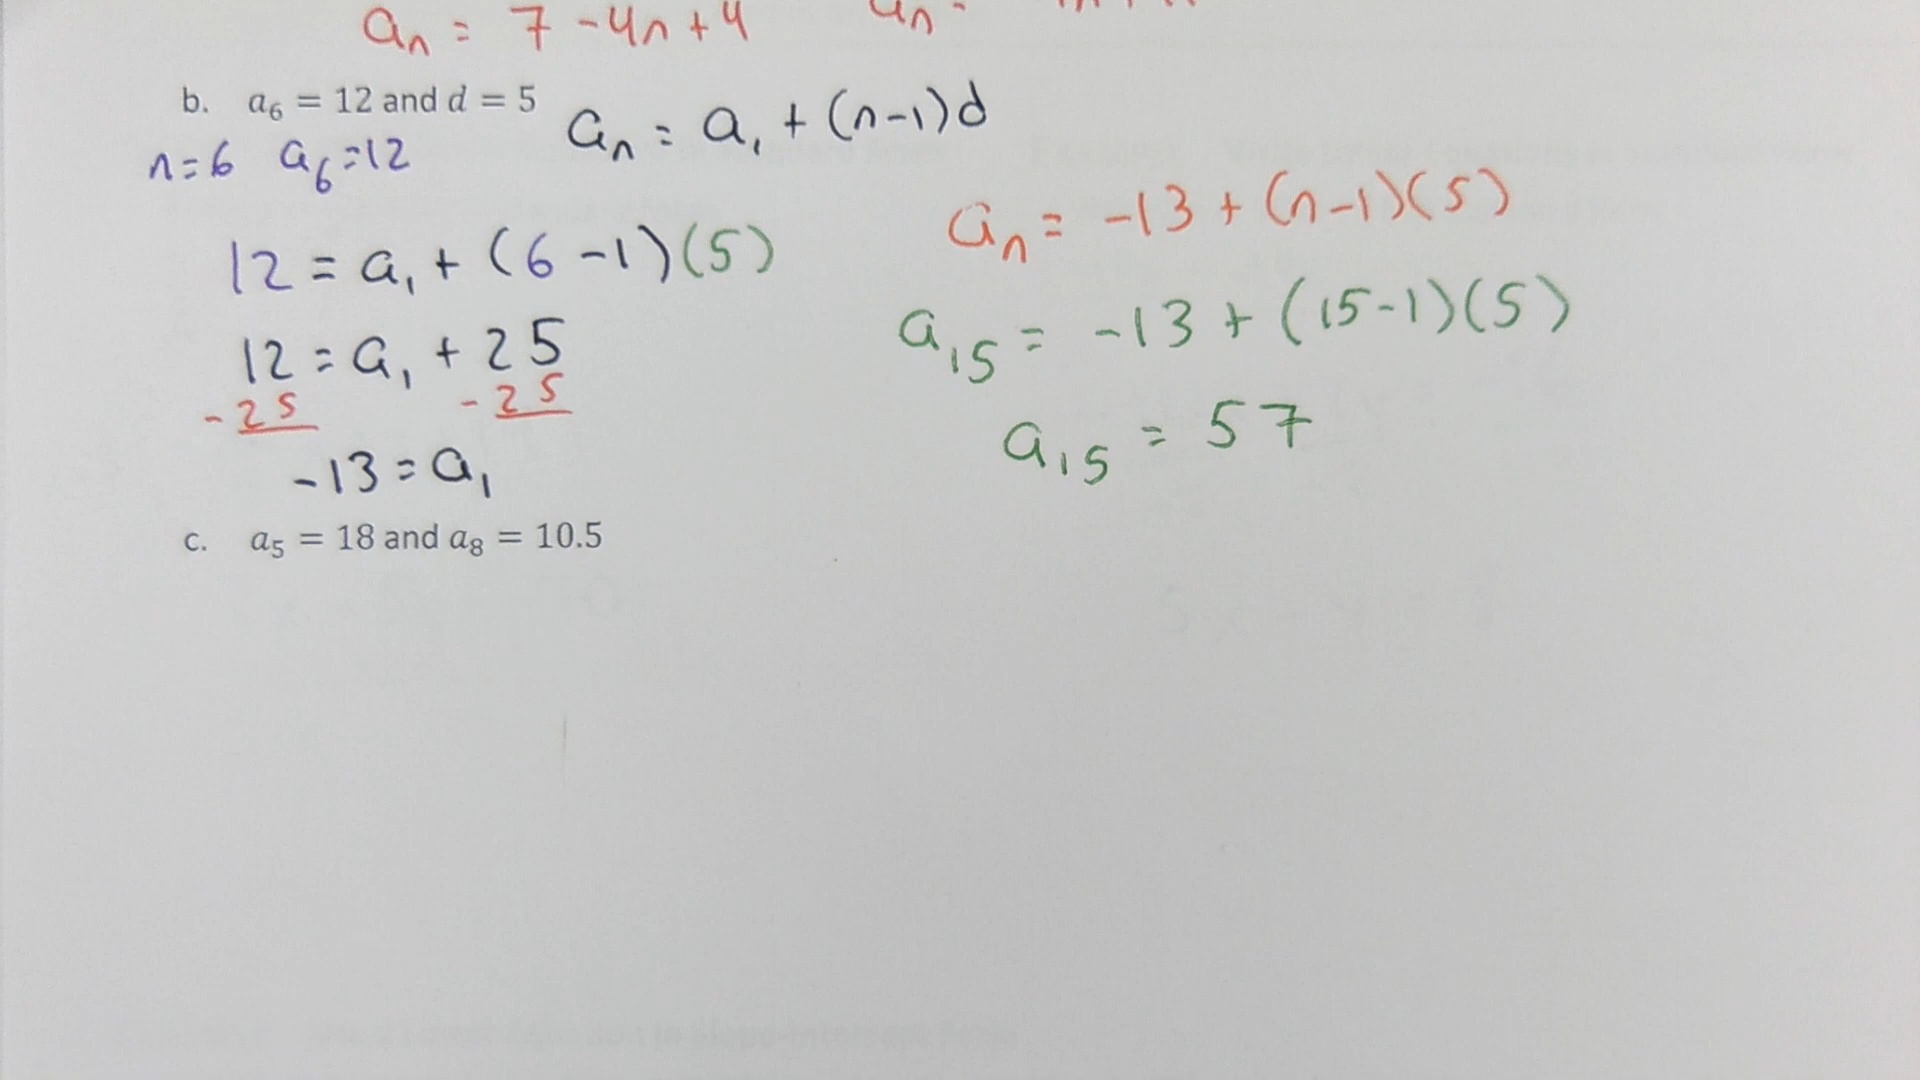 aₙ = 7 - 4n + 4
b. a₆ = 12 and d = 5
aₙ = a₁ + (n-1)d
n=6 a₆=12
12 = a₁ + (6-1)(5)
12 = a₁ + 25
-25 -25
-13 = a₁
aₙ = -13 + (n-1)(5)
a₁₅ = -13 + (15-1)(5)
a₁₅ = 57
c. a₅ = 18 and a₈ = 10.5